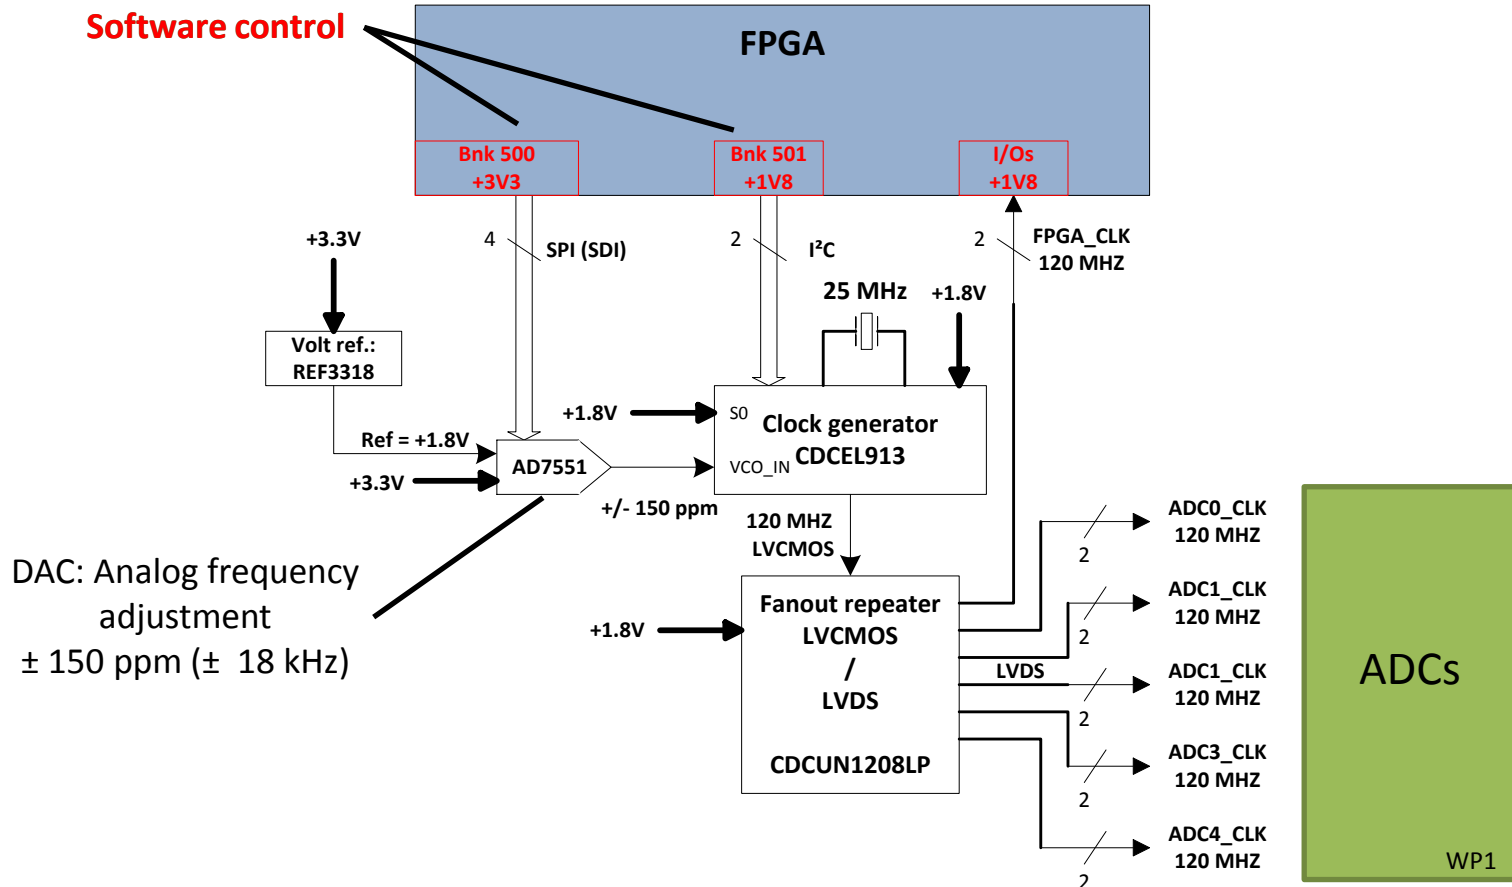 Software control
FPGA
Bnk 500
+3V3
Bnk 501
+1V8
I/Os
+1V8
+3.3V
4
SPI (SDI)
2
I²C
2
FPGA_CLK
120 MHZ
25 MHz
+1.8V
Volt ref.:
REF3318
+1.8V
S0
Clock generator
CDCEL913
Ref = +1.8V
AD7551
VCO_IN
+3.3V
+/- 150 ppm
120 MHZ
LVCMOS
DAC: Analog frequency
adjustment
± 150 ppm (± 18 kHz)
+1.8V
Fanout repeater
LVCMOS
/
LVDS
CDCUN1208LP
LVDS
2
ADC0_CLK
120 MHZ
2
ADC1_CLK
120 MHZ
2
ADC1_CLK
120 MHZ
2
ADC3_CLK
120 MHZ
2
ADC4_CLK
120 MHZ
ADCs
WP1